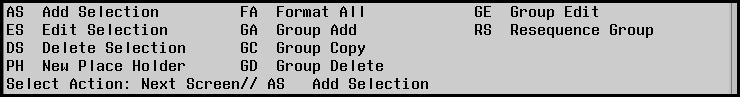 AS  Add Selection          FA  Format All             GE  Group Edit
ES  Edit Selection         GA  Group Add              RS  Resequence Group
DS  Delete Selection       GC  Group Copy
PH  New Place Holder       GD  Group Delete
Select Action: Next Screen// AS   Add Selection